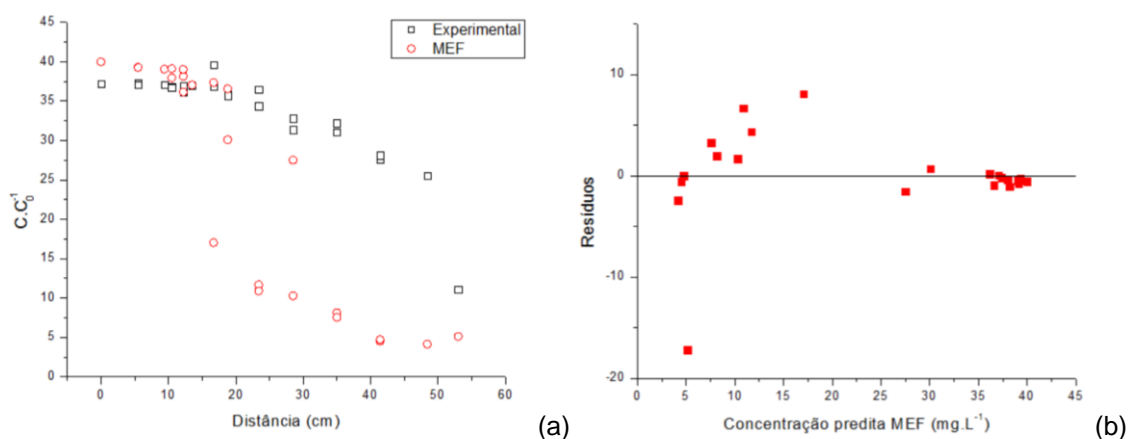 Experimental
MEF
45
40
35
30
25
20
15
10
5
0
C.C₀⁻¹
0 10 20 30 40 50 60
Distância (cm)
(a)
10
0
-10
-20
Resíduos
0 5 10 15 20 25 30 35 40 45
Concentração predita MEF (mg.L⁻¹)
(b)